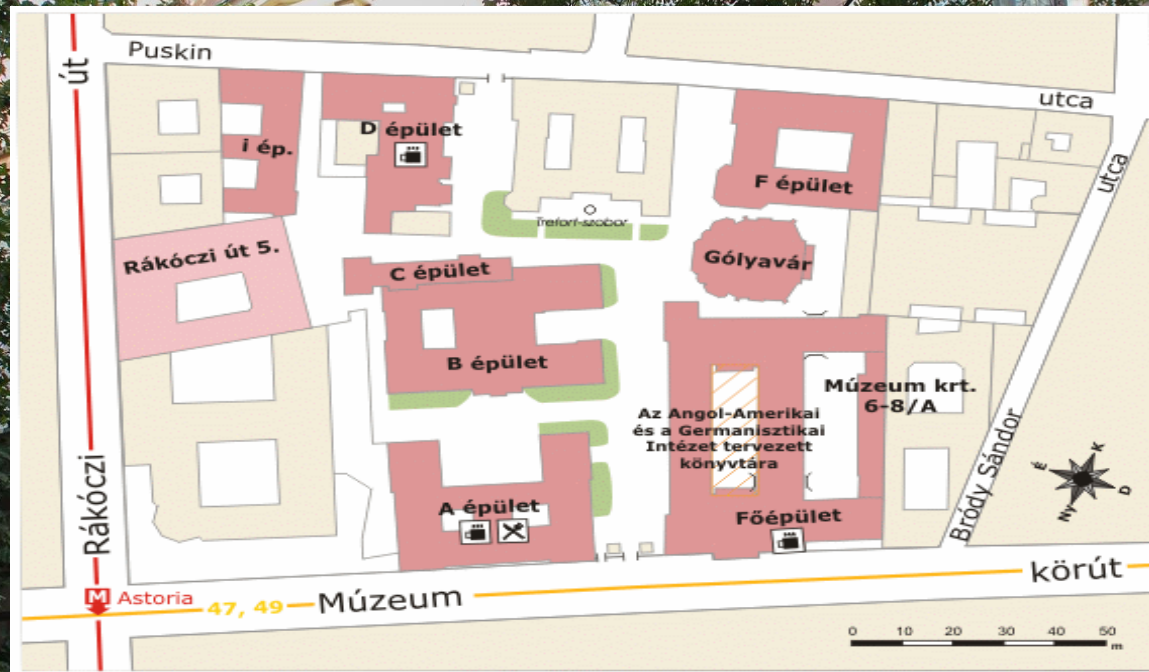 út
Puskin
utca
D épület
i ép.
F épület
utca
Trefort-szobor
Rákóczi út 5.
C épület
Gólyavár
B épület
Múzeum krt.
6-8/A
Az Angol-Amerikai
és a Germanisztikai
Intézet tervezett
könyvtára
Bródy Sándor
É
K
D
Ny
A épület
Főépület
Rákóczi
M Astoria
47, 49
Múzeum
körút
0 10 20 30 40 50
m